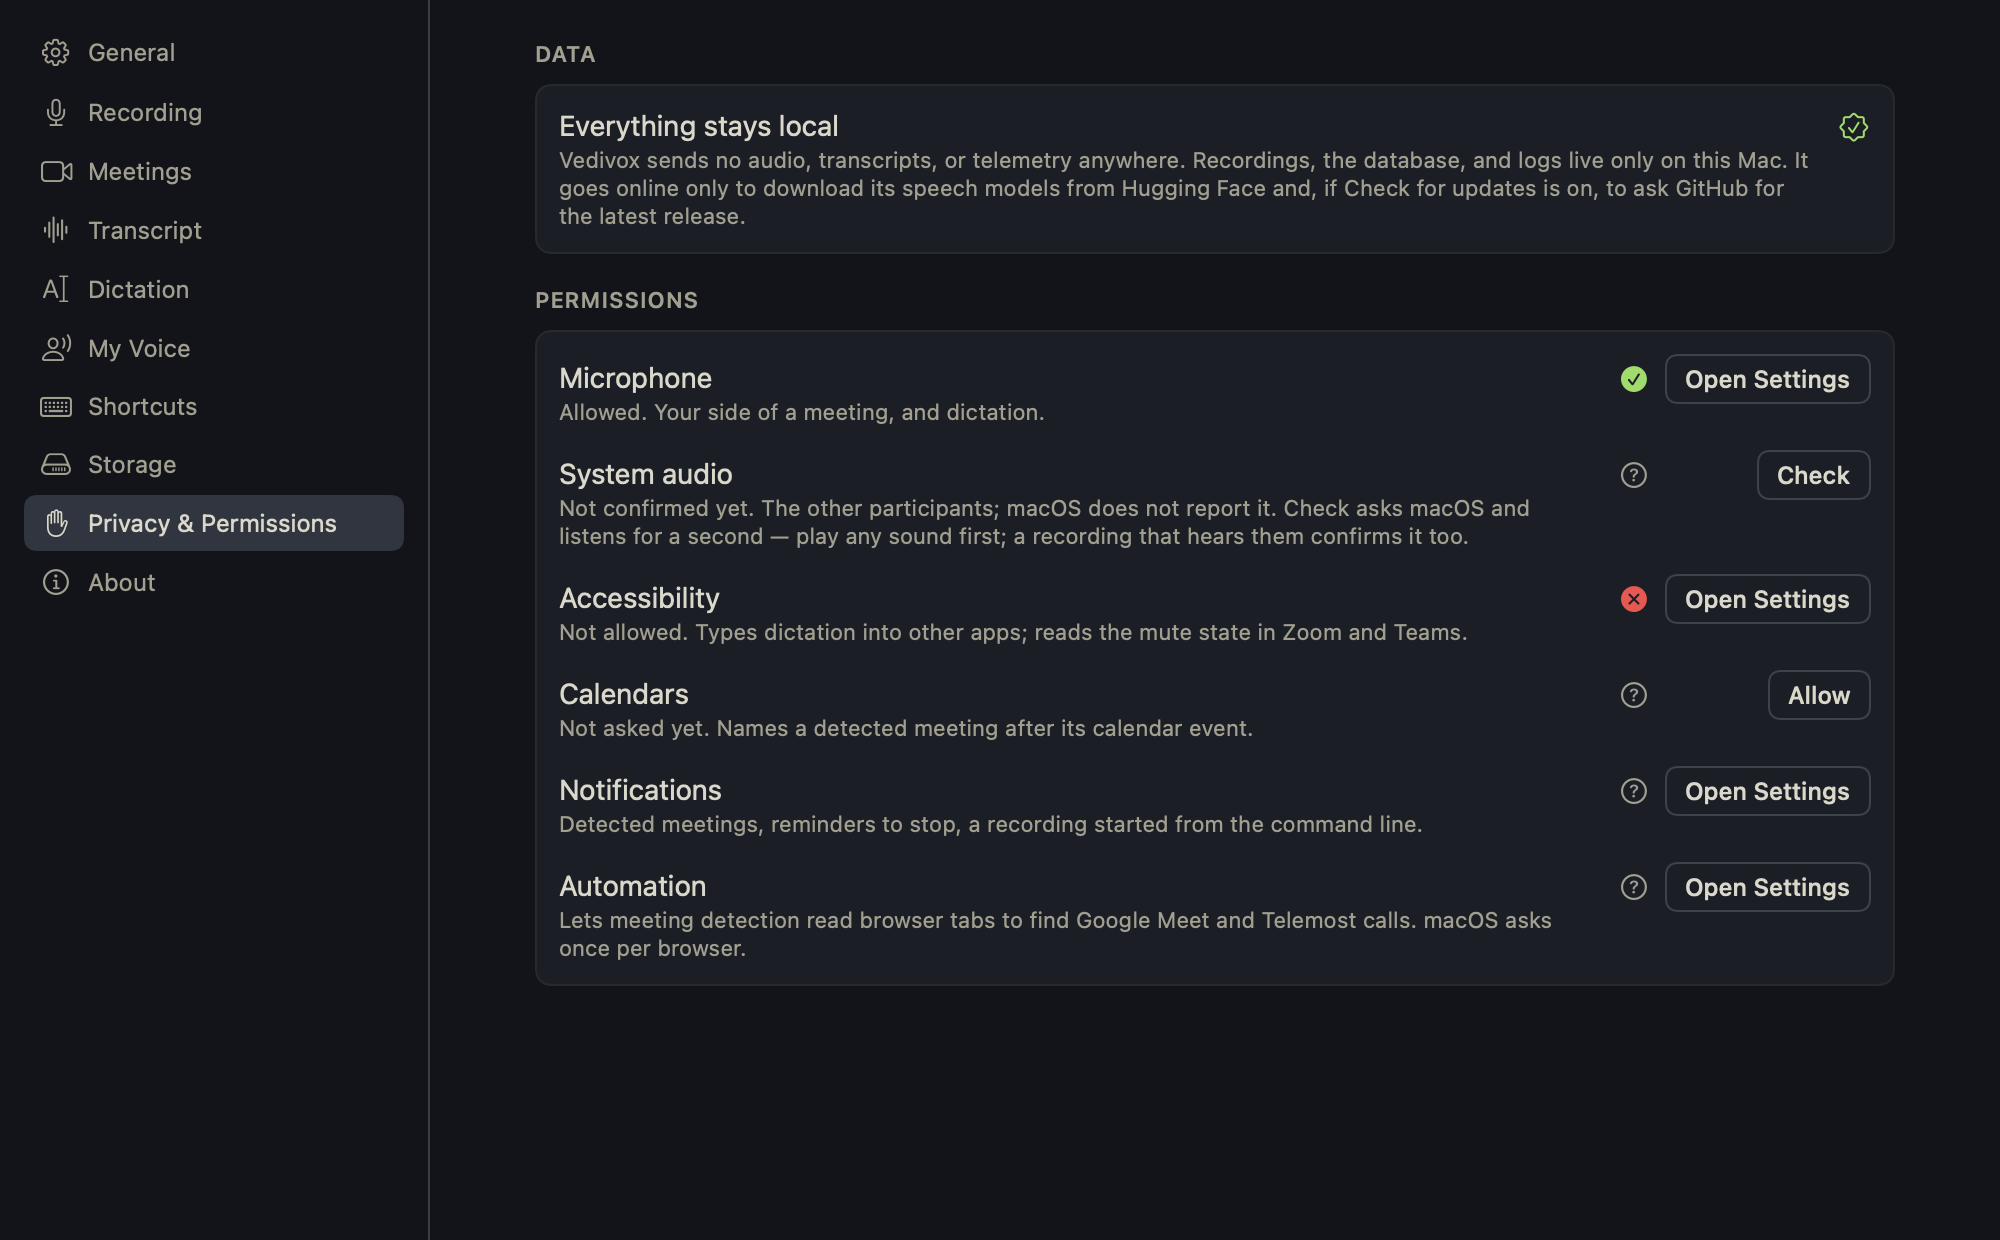 General
Recording
Meetings
Transcript
Dictation
My Voice
Shortcuts
Storage
Privacy & Permissions
About
DATA
Everything stays local
Vedivox sends no audio, transcripts, or telemetry anywhere. Recordings, the database, and logs live only on this Mac. It
goes online only to download its speech models from Hugging Face and, if Check for updates is on, to ask GitHub for
the latest release.
PERMISSIONS
Microphone
Open Settings
Allowed. Your side of a meeting, and dictation.
System audio
Check
Not confirmed yet. The other participants; macOS does not report it. Check asks macOS and
listens for a second — play any sound first; a recording that hears them confirms it too.
Accessibility
Open Settings
Not allowed. Types dictation into other apps; reads the mute state in Zoom and Teams.
Calendars
Allow
Not asked yet. Names a detected meeting after its calendar event.
Notifications
Open Settings
Detected meetings, reminders to stop, a recording started from the command line.
Automation
Open Settings
Lets meeting detection read browser tabs to find Google Meet and Telemost calls. macOS asks
once per browser.